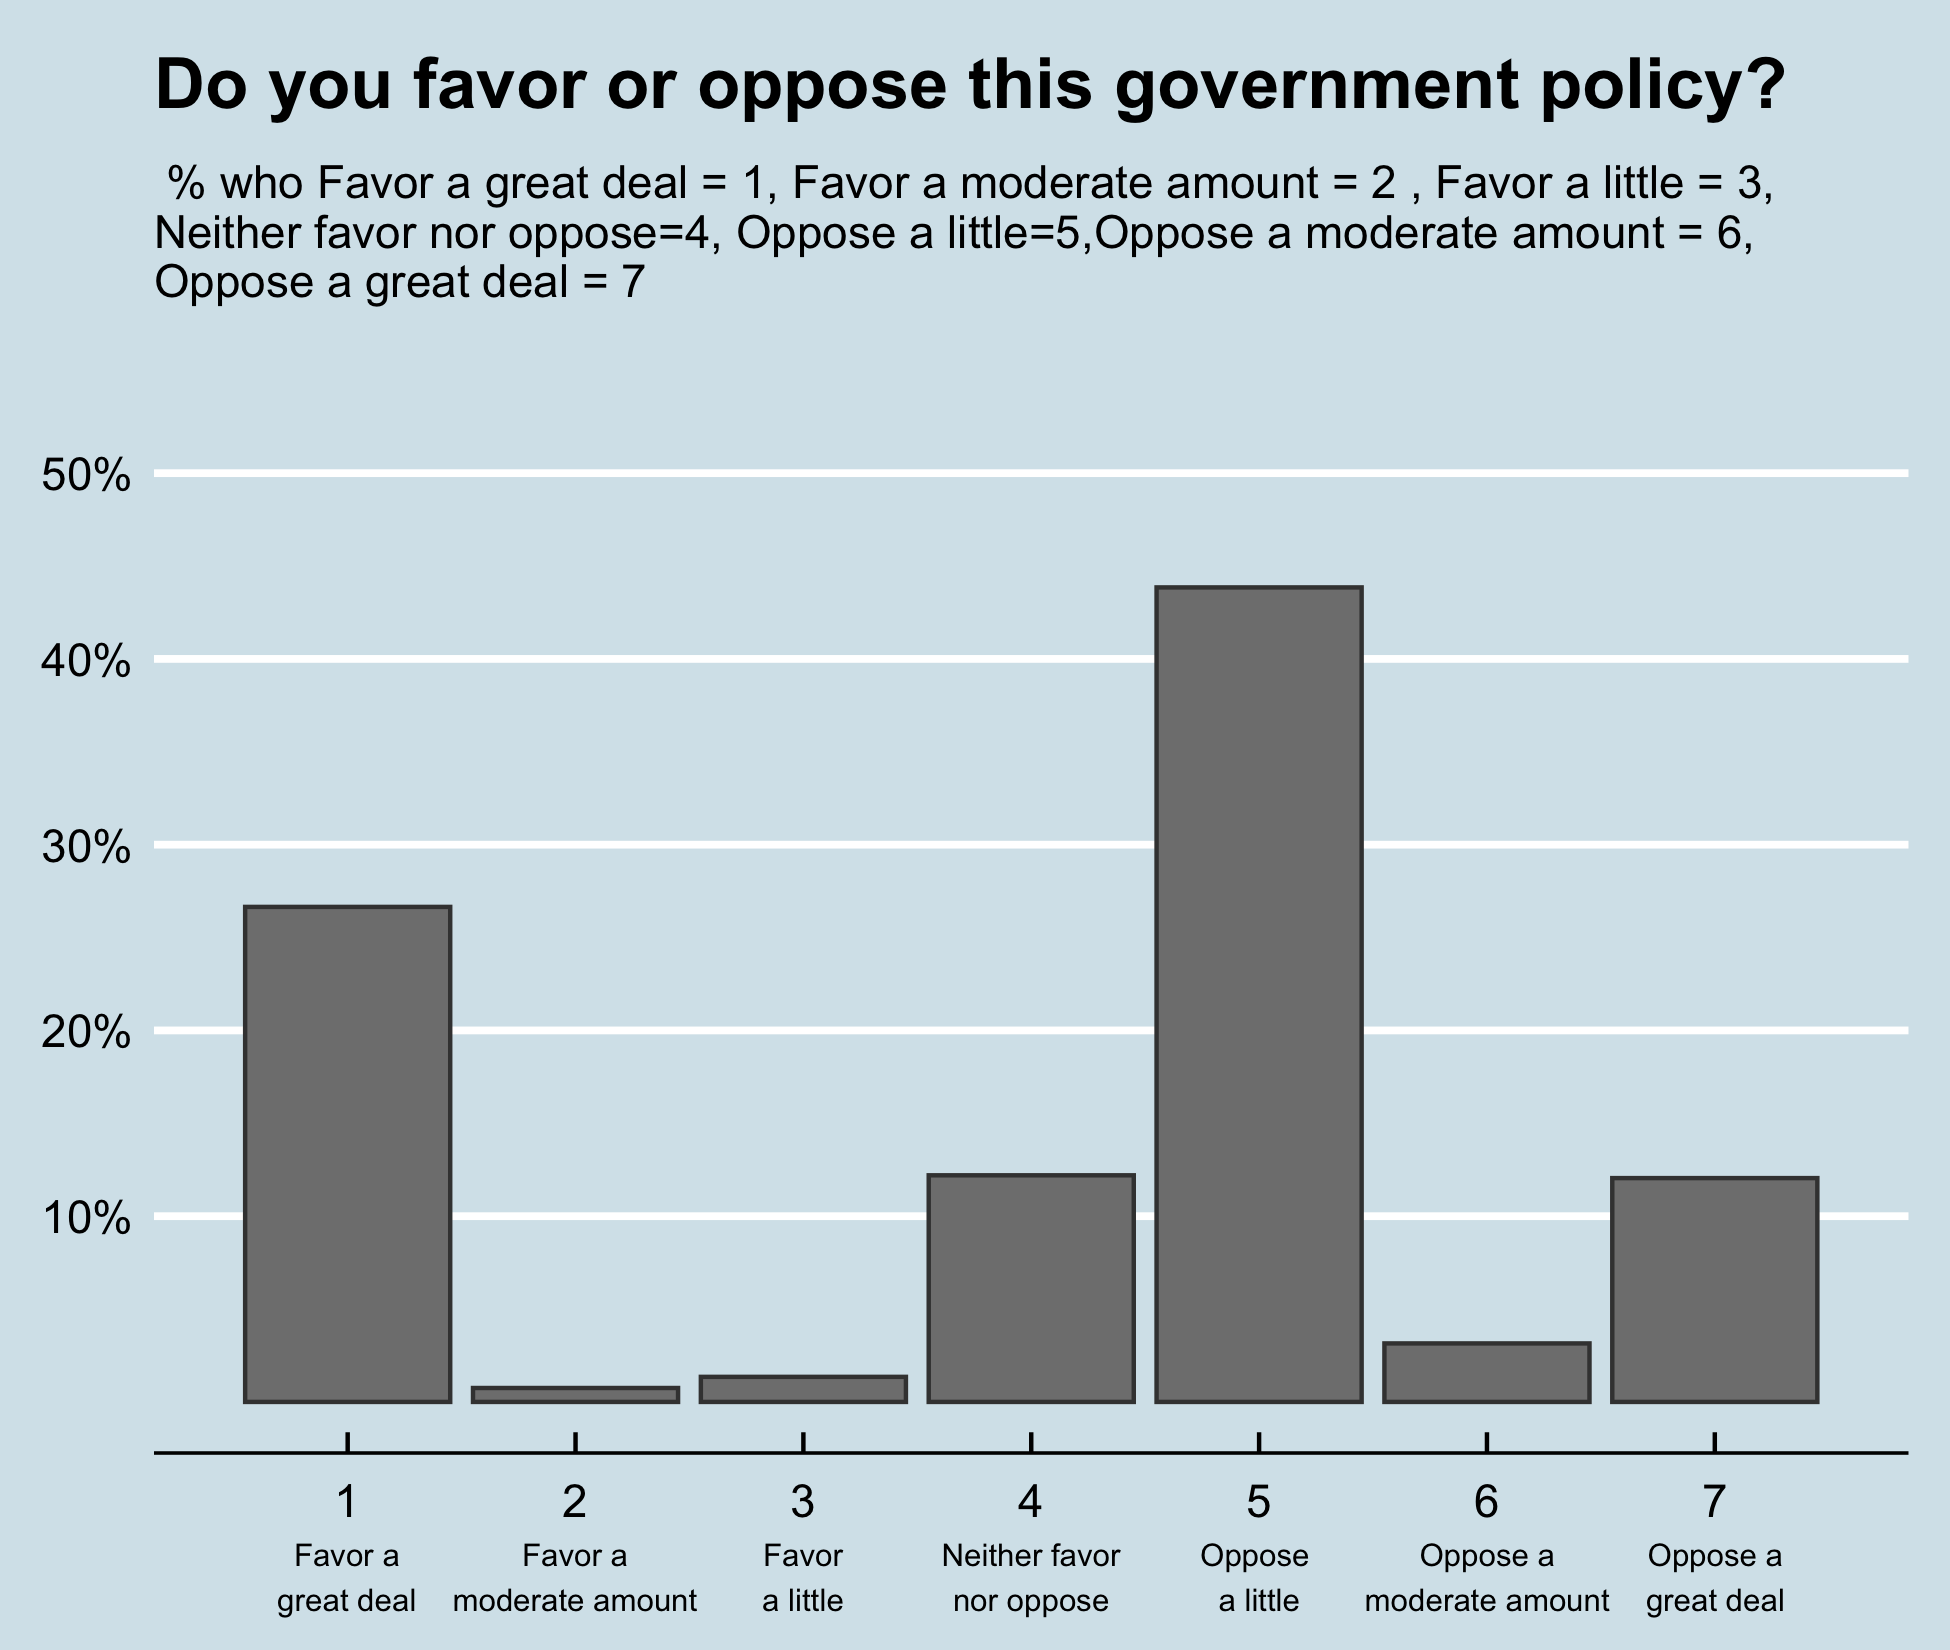 Do you favor or oppose this government policy?
% who Favor a great deal = 1, Favor a moderate amount = 2 , Favor a little = 3,
Neither favor nor oppose=4, Oppose a little=5,Oppose a moderate amount = 6,
Oppose a great deal = 7
50%
40%
30%
20%
10%
1 2 3 4 5 6 7
Favor a Favor a Favor Neither favor Oppose Oppose a Oppose a
great deal moderate amount a little nor oppose a little moderate amount great deal